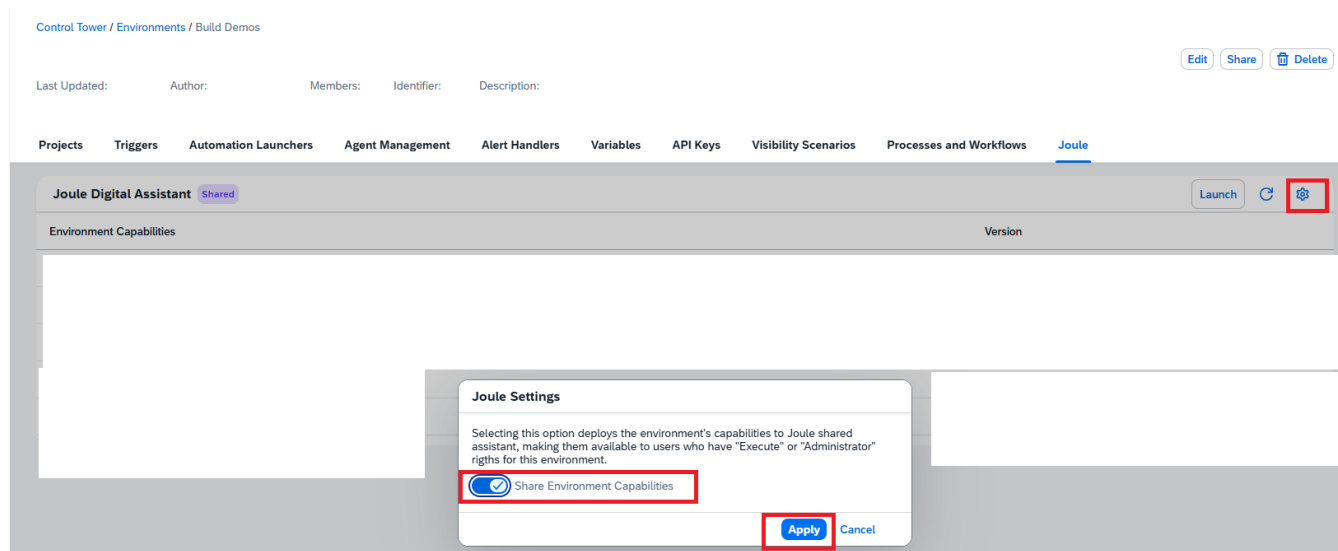 Control Tower / Environments / Build Demos
Edit Share Delete
Last Updated: Author: Members: Identifier: Description:
Projects Triggers Automation Launchers Agent Management Alert Handlers Variables API Keys Visibility Scenarios Processes and Workflows Joule
Joule Digital Assistant Shared Launch
Environment Capabilities Version
Joule Settings
Selecting this option deploys the environment's capabilities to Joule shared
assistant, making them available to users who have "Execute" or "Administrator"
rigths for this environment.
Share Environment Capabilities
Apply Cancel